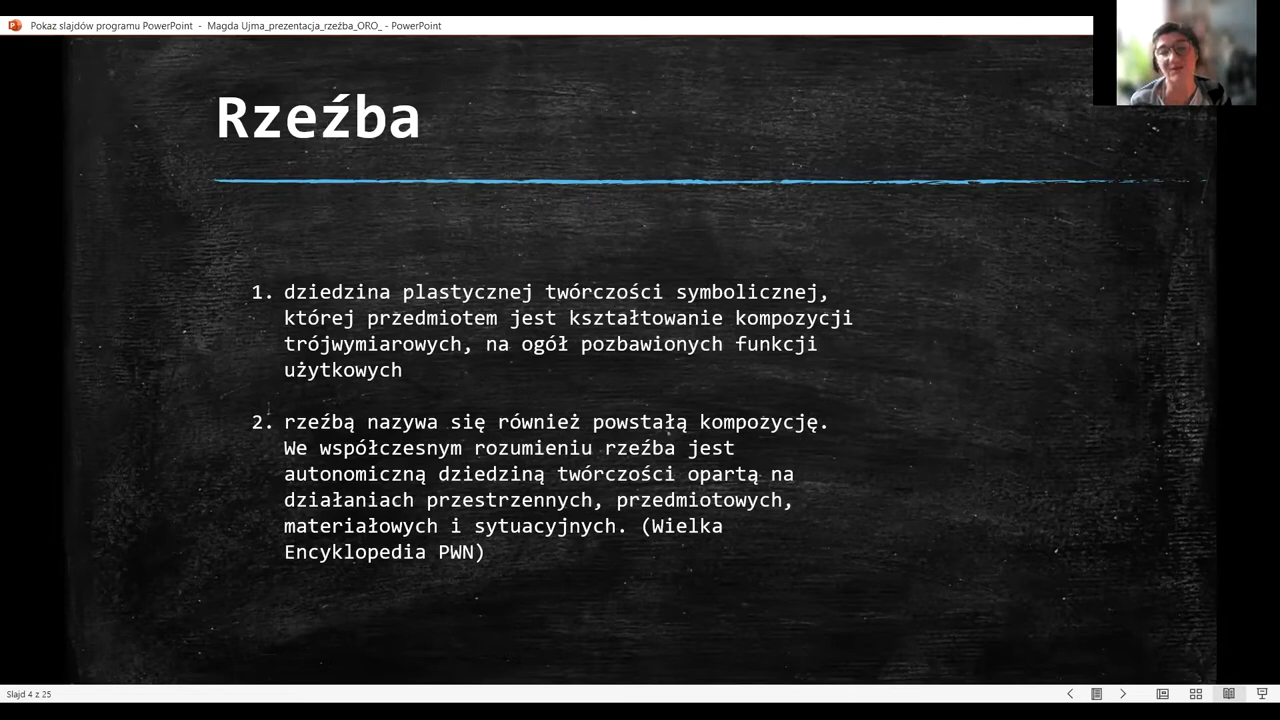 Pokaz slajdów programu PowerPoint - Magda Ujma_prezentacja_rzeźba_ORO_ - PowerPoint
Rzeźba
1. dziedzina plastycznej twórczości symbolicznej,
której przedmiotem jest kształtowanie kompozycji
trójwymiarowych, na ogół pozbawionych funkcji
użytkowych
2. rzeźbą nazywa się również powstałą kompozycję.
We współczesnym rozumieniu rzeźba jest
autonomiczną dziedziną twórczości opartą na
działaniach przestrzennych, przedmiotowych,
materiałowych i sytuacyjnych. (Wielka
Encyklopedia PWN)
Slajd 4 z 25